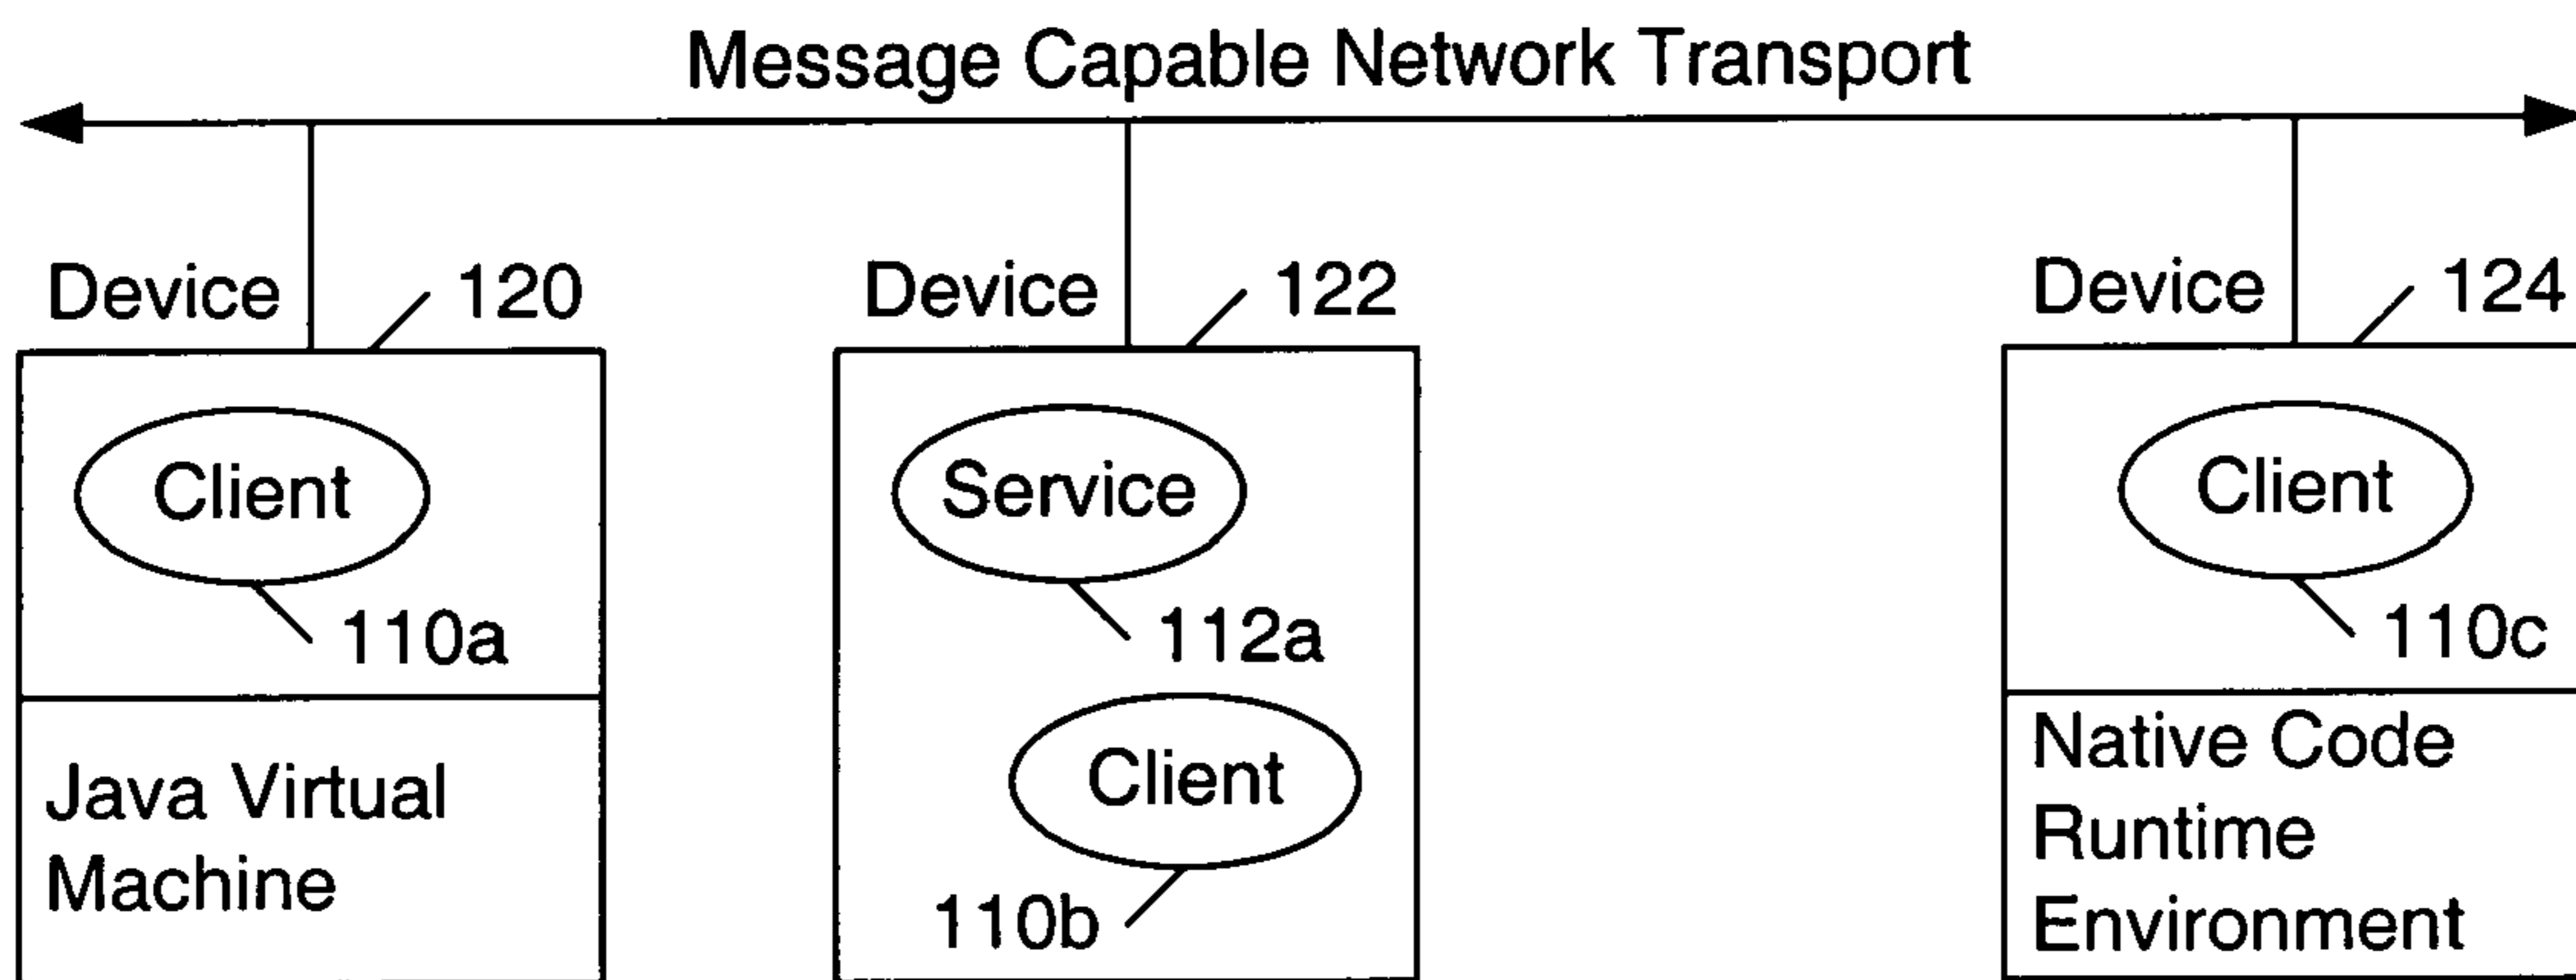 Message Capable Network Transport
Device
120
Device
122
Device
124
Client
110a
Service
112a
Client
110c
Java Virtual
Machine
Client
110b
Native Code
Runtime
Environment